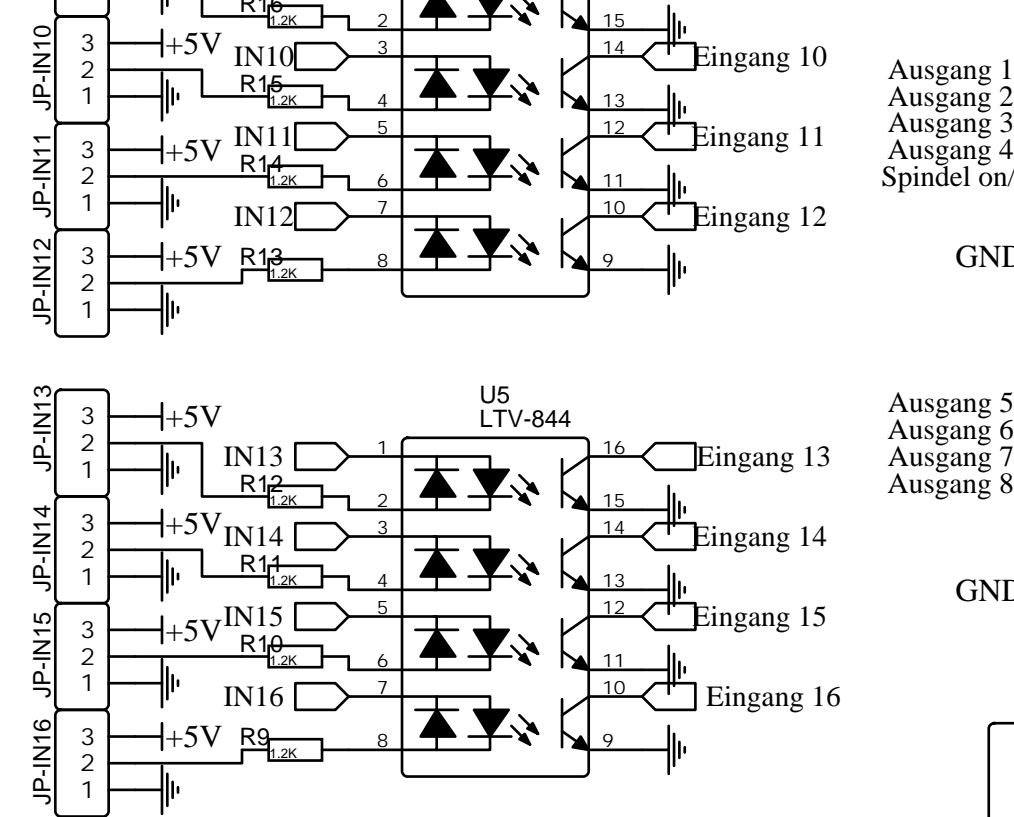 R16
1.2K
2
15
JP-IN10
3
+5V
IN10
3
14
Eingang 10
2
R15
1.2K
1
4
13
Ausgang 1
Ausgang 2
Ausgang 3
Ausgang 4
Spindel on/
JP-IN11
3
+5V
IN11
5
12
Eingang 11
2
R14
1.2K
1
6
11
IN12
7
10
Eingang 12
JP-IN12
3
+5V
R13
1.2K
8
9
2
1
GND
U5
LTV-844
JP-IN13
3
+5V
2
1
IN13
1
16
Eingang 13
R12
1.2K
2
15
Ausgang 5
Ausgang 6
Ausgang 7
Ausgang 8
JP-IN14
3
+5V
IN14
3
14
Eingang 14
2
R11
1.2K
1
4
13
GND
JP-IN15
3
+5V
IN15
5
12
Eingang 15
2
R10
1.2K
1
6
11
IN16
7
10
Eingang 16
JP-IN16
3
+5V
R9
1.2K
8
9
2
1